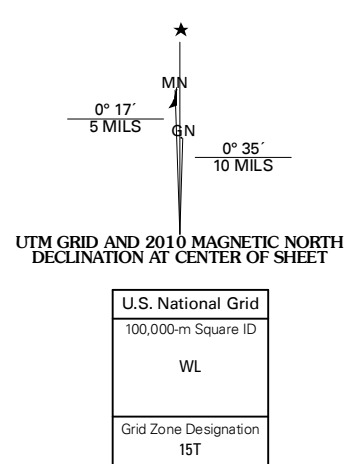 MN
0° 17´
5 MILS
GN
0° 35´
10 MILS
UTM GRID AND 2010 MAGNETIC NORTH
DECLINATION AT CENTER OF SHEET
U.S. National Grid
100,000-m Square ID
WL
Grid Zone Designation
15T